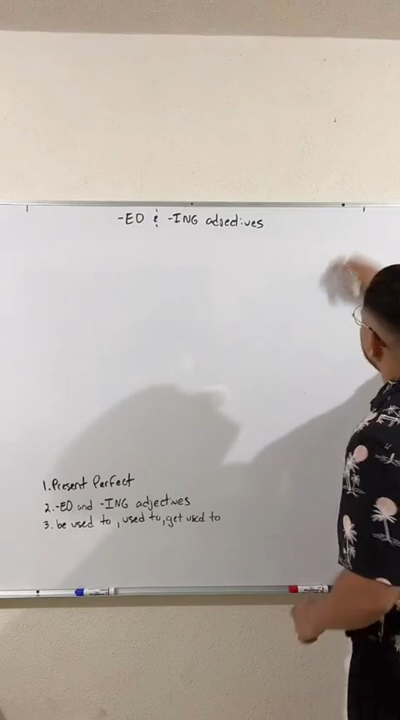 -ED & -ING adjectives
1. Present Perfect
2. -ED and -ING adjectives
3. be used to, used to, get used to